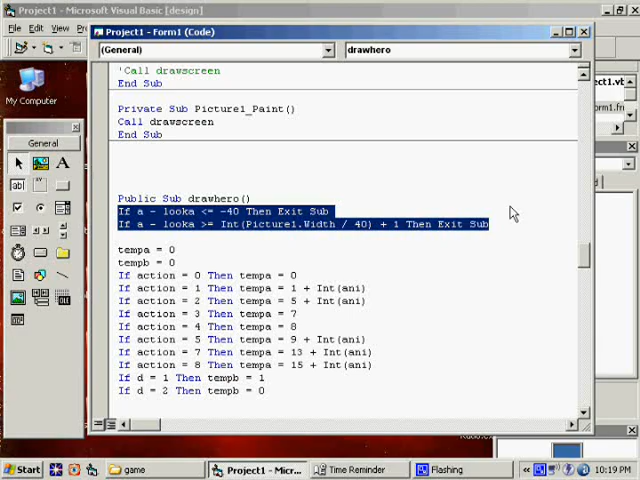 Project1 - Microsoft Visual Basic [design]
File Edit View
Project1 - Form1 (Code)
(General)
drawhero
My Computer
General
'Call drawscreen
End Sub
Private Sub Picture1_Paint()
Call drawscreen
End Sub
Public Sub drawhero()
If a - looka <= -40 Then Exit Sub
If a - looka >= Int(Picture1.Width / 40) + 1 Then Exit Sub
tempa = 0
tempb = 0
If action = 0 Then tempa = 0
If action = 1 Then tempa = 1 + Int(ani)
If action = 2 Then tempa = 5 + Int(ani)
If action = 3 Then tempa = 7
If action = 4 Then tempa = 8
If action = 5 Then tempa = 9 + Int(ani)
If action = 7 Then tempa = 13 + Int(ani)
If action = 8 Then tempa = 15 + Int(ani)
If d = 1 Then tempb = 1
If d = 2 Then tempb = 0
Start
game
Project1 - Micr...
Time Reminder
Flashing
10:19 PM